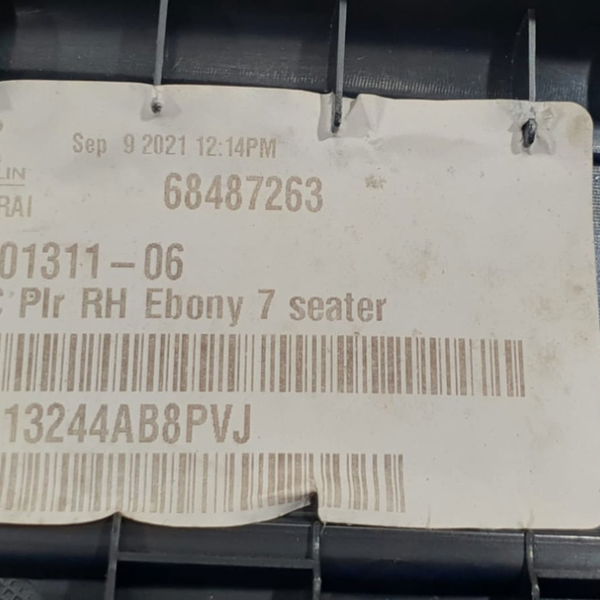 Sep 9 2021 12:14PM
LIN
RAI
68487263
01311-06
C Plr RH Ebony 7 seater
13244AB8PVJ